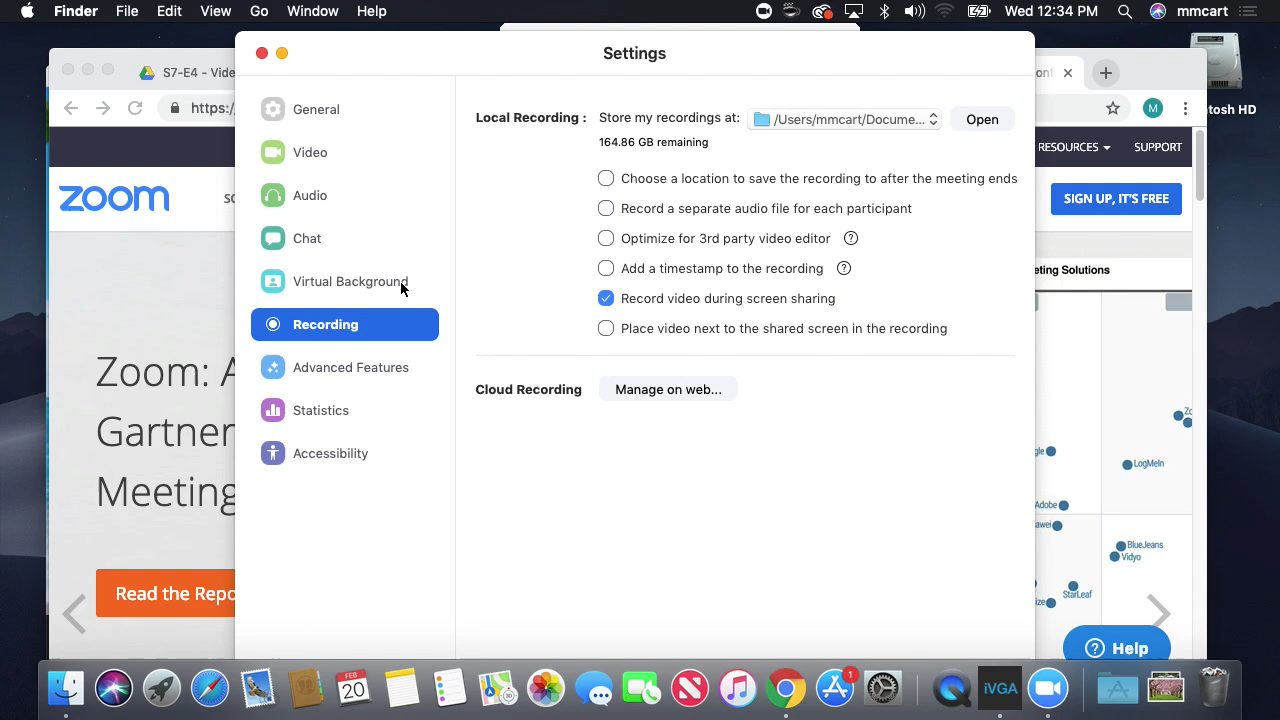 Finder File Edit View Go Window Help Wed 12:34 PM mmcart
Settings
S7-E4 - Vide
https:/
RESOURCES SUPPORT
zoom
SIGN UP, IT'S FREE
General
Video
Audio
Chat
Virtual Background
Recording
Advanced Features
Statistics
Accessibility
Local Recording : Store my recordings at: /Users/mmcart/Docume... Open
164.86 GB remaining
Choose a location to save the recording to after the meeting ends
Record a separate audio file for each participant
Optimize for 3rd party video editor ?
Add a timestamp to the recording ?
Record video during screen sharing
Place video next to the shared screen in the recording
Cloud Recording Manage on web...
eting Solutions
Zoom: A
Gartner
Meeting
Read the Repo
LogMeIn
Adobe
BlueJeans
Vidyo
StarLeaf
? Help
FEB
20
1
iVGA